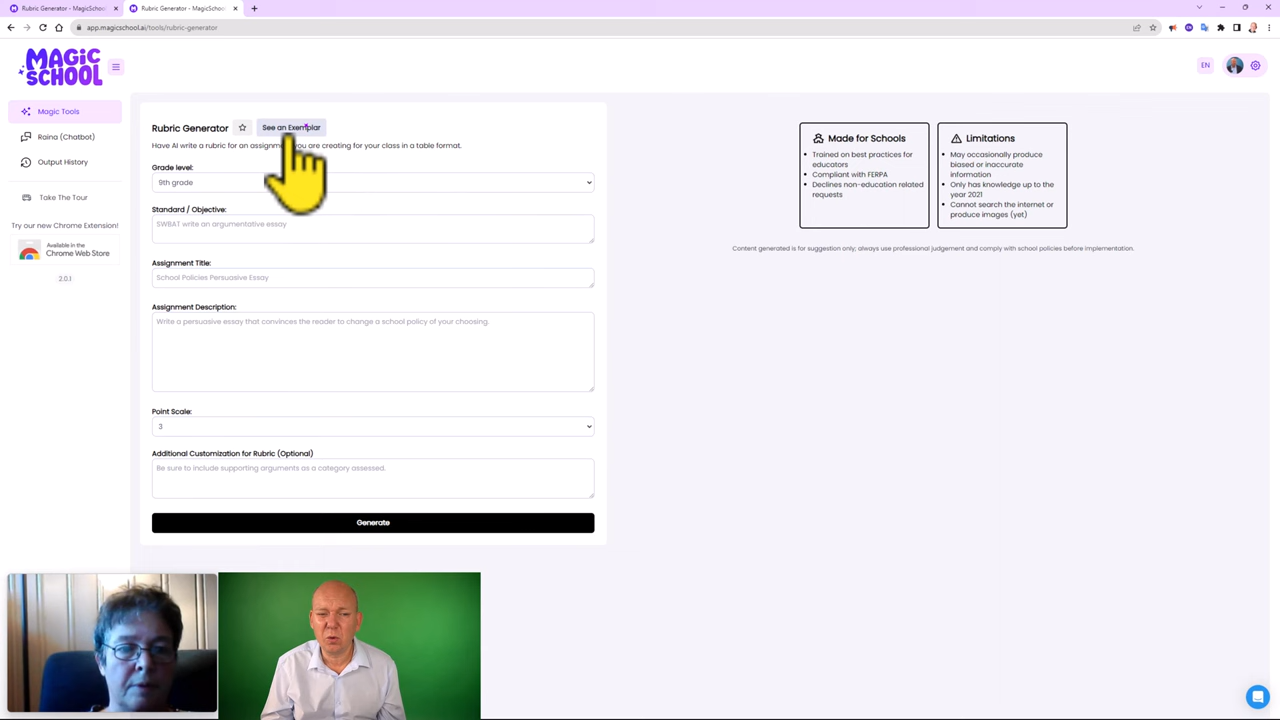 Rubric Generator - MagicSchool
Rubric Generator - MagicSchool
app.magicschool.ai/tools/rubric-generator
MAGIC
SCHOOL
EN
Magic Tools
Raina (Chatbot)
Output History
Take The Tour
Try our new Chrome Extension!
Available in the
Chrome Web Store
2.0.1
Rubric Generator
See an Exemplar
Have AI write a rubric for an assignment you are creating for your class in a table format.
Grade level:
9th grade
Standard / Objective:
SWBAT write an argumentative essay
Assignment Title:
School Policies Persuasive Essay
Assignment Description:
Write a persuasive essay that convinces the reader to change a school policy of your choosing.
Point Scale:
3
Additional Customization for Rubric (Optional)
Be sure to include supporting arguments as a category assessed.
Generate
Made for Schools
Trained on best practices for
educators
Compliant with FERPA
Declines non-education related
requests
Limitations
May occasionally produce
biased or inaccurate
information
Only has knowledge up to the
year 2021
Cannot search the internet or
produce images (yet)
Content generated is for suggestion only; always use professional judgement and comply with school policies before implementation.